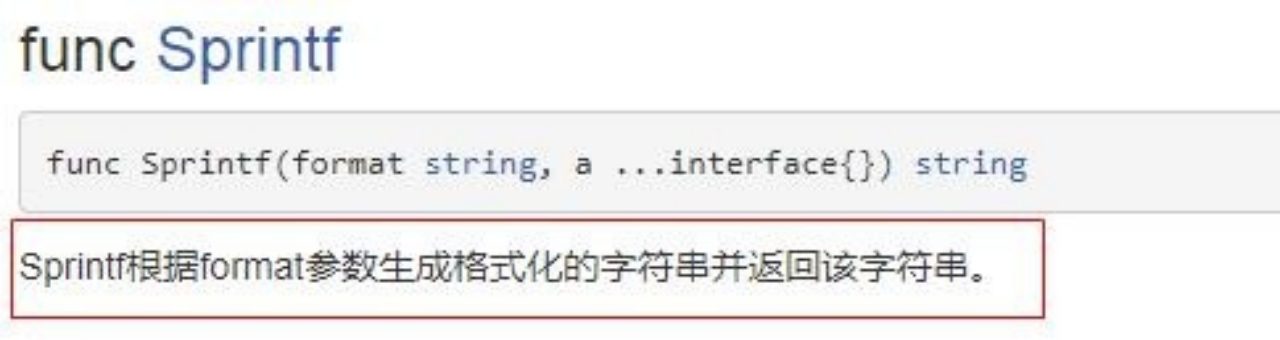 func Sprintf
func Sprintf(format string, a ...interface{}) string
Sprintf根据format参数生成格式化的字符串并返回该字符串。